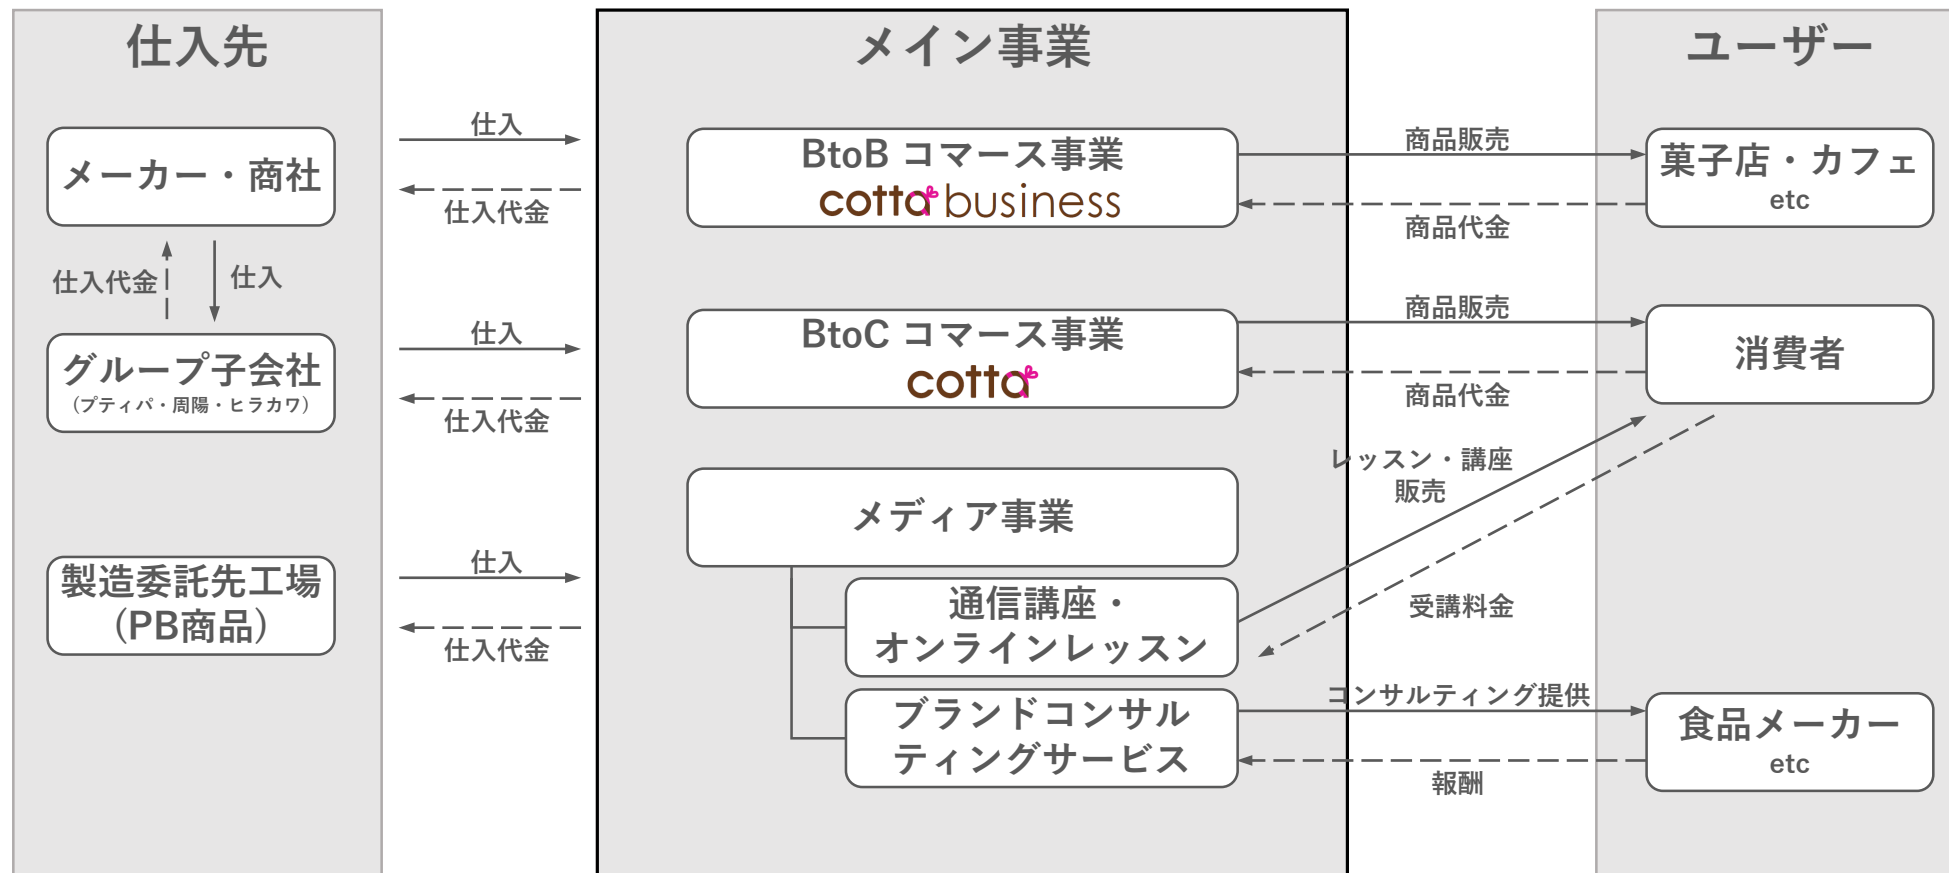 仕入先
メーカー・商社
仕入代金
仕入
グループ子会社
(プティパ・周陽・ヒラカワ)
製造委託先工場
(PB商品)
仕入
仕入代金
仕入
仕入代金
仕入
仕入代金
メイン事業
BtoB コマース事業
cotta business
BtoC コマース事業
cotta
メディア事業
通信講座・
オンラインレッスン
ブランドコンサル
ティングサービス
商品販売
商品代金
商品販売
商品代金
レッスン・講座
販売
受講料金
コンサルティング提供
報酬
ユーザー
菓子店・カフェ
etc
消費者
食品メーカー
etc